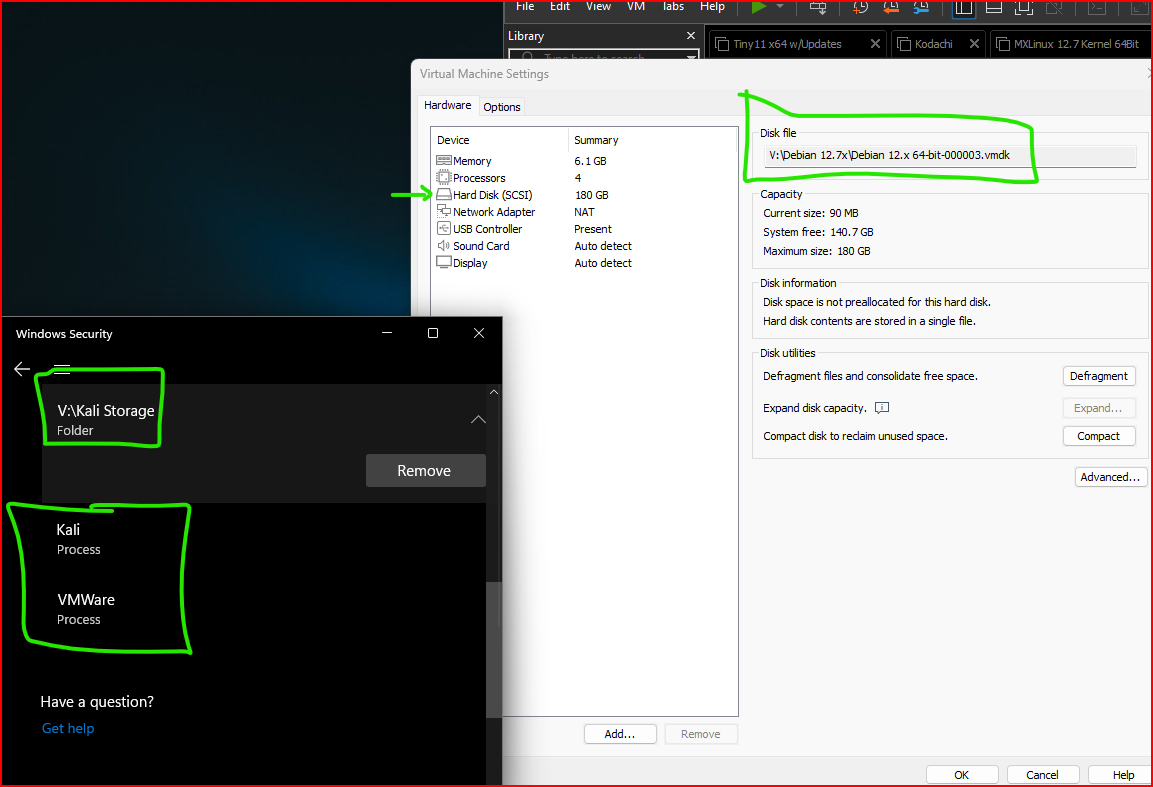 File Edit View VM Tabs Help
Library
Type here to search
Tiny11 x64 w/Updates
Kodachi
MXLinux 12.7 Kernel 64Bit
Virtual Machine Settings
Hardware
Options
Device Summary
Memory 6.1 GB
Processors 4
Hard Disk (SCSI) 180 GB
Network Adapter NAT
USB Controller Present
Sound Card Auto detect
Display Auto detect
Add...
Remove
Disk file
V:\Debian 12.7x\Debian 12.x 64-bit-000003.vmdk
Capacity
Current size: 90 MB
System free: 140.7 GB
Maximum size: 180 GB
Disk information
Disk space is not preallocated for this hard disk.
Hard disk contents are stored in a single file.
Disk utilities
Defragment files and consolidate free space.
Defragment
Expand disk capacity.
Expand...
Compact disk to reclaim unused space.
Compact
Advanced...
OK
Cancel
Help
Windows Security
V:\Kali Storage
Folder
Remove
Kali
Process
VMWare
Process
Have a question?
Get help